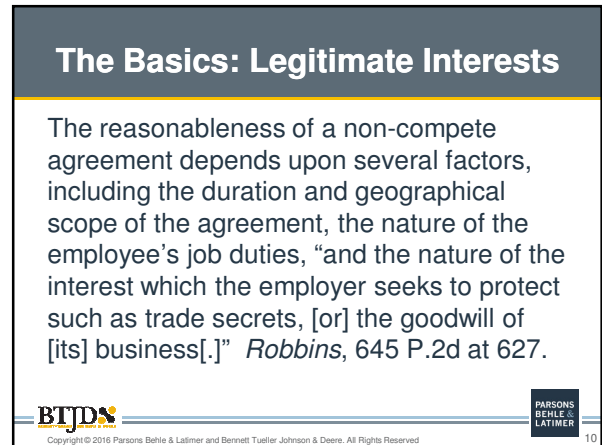 The Basics: Legitimate Interests
The reasonableness of a non-compete
agreement depends upon several factors,
including the duration and geographical
scope of the agreement, the nature of the
employee’s job duties, “and the nature of the
interest which the employer seeks to protect
such as trade secrets, [or] the goodwill of
[its] business[.]”  Robbins, 645 P.2d at 627.
BTJD
PARSONS
BEHLE &
LATIMER
Copyright © 2016 Parsons Behle & Latimer and Bennett Tueller Johnson & Deere. All Rights Reserved
10